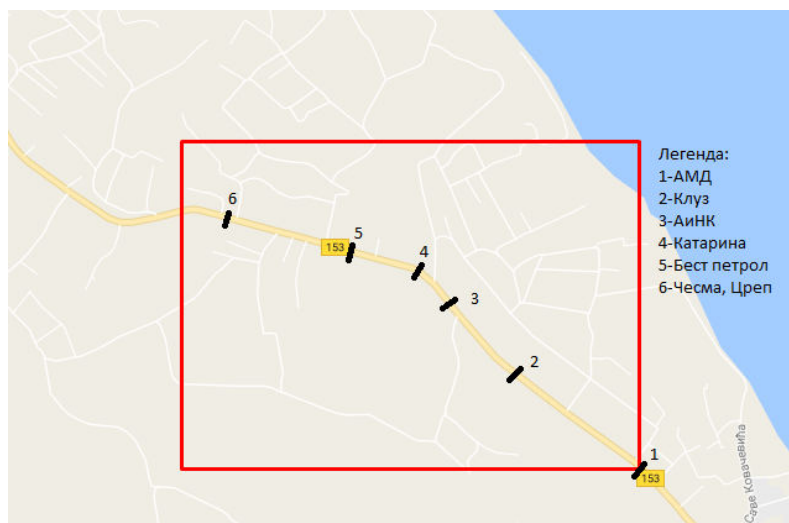 Легенда:
1-АМД
2-Клуз
3-АиНК
4-Катарина
5-Бест петрол
6-Чесма, Цреп
6
5
153
4
3
2
1
153
Саве Ковачевића